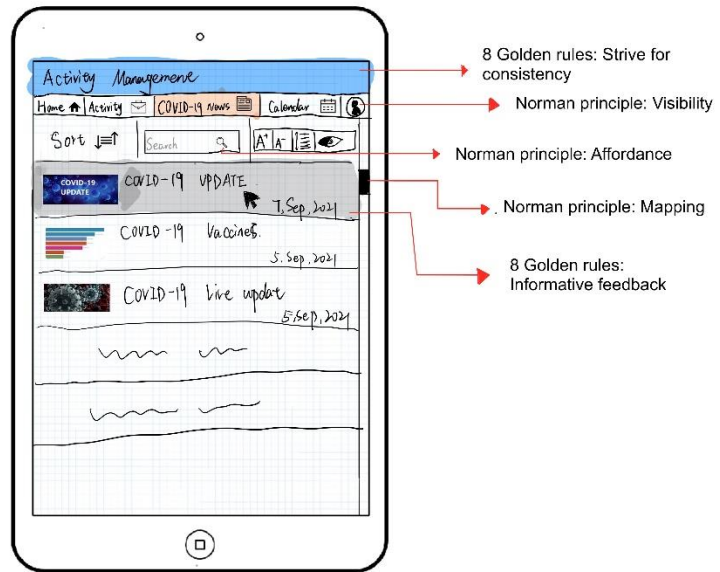 Activity Management
Home Activity COVID-19 News Calendar
Sort Search A+ A-
COVID-19 UPDATE
COVID-19 UPDATE
7, Sep, 2021
COVID-19 Vaccines.
5. Sep, 2021
COVID-19 Live update
5, Sep, 2021
8 Golden rules: Strive for
consistency
Norman principle: Visibility
Norman principle: Affordance
. Norman principle: Mapping
8 Golden rules:
Informative feedback